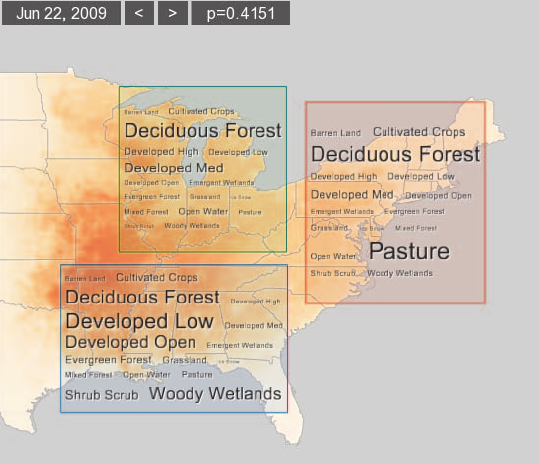 Jun 22, 2009 < > p=0.4151
Barren Land Cultivated Crops
Deciduous Forest
Developed High Developed Low
Developed Med
Developed Open Emergent Wetlands
Evergreen Forest Grassland Ice Snow
Mixed Forest Open Water Pasture
Shrub Scrub Woody Wetlands
Barren Land Cultivated Crops
Deciduous Forest
Developed High Developed Low
Developed Med Developed Open
Emergent Wetlands Evergreen Forest
Grassland Ice Snow Mixed Forest
Open Water Pasture
Shrub Scrub Woody Wetlands
Barren Land Cultivated Crops
Deciduous Forest Developed High
Developed Low Developed Med
Developed Open Emergent Wetlands
Evergreen Forest Grassland Ice Snow
Mixed Forest Open Water Pasture
Shrub Scrub Woody Wetlands